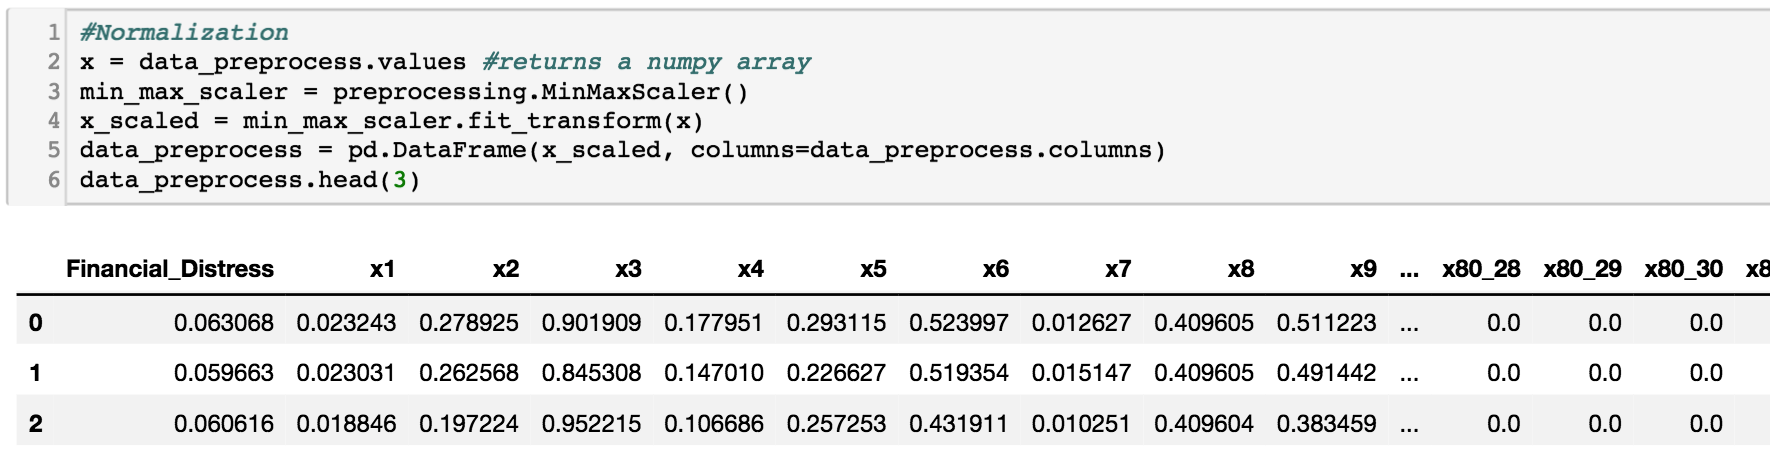 1 #Normalization
2 x = data_preprocess.values #returns a numpy array
3 min_max_scaler = preprocessing.MinMaxScaler()
4 x_scaled = min_max_scaler.fit_transform(x)
5 data_preprocess = pd.DataFrame(x_scaled, columns=data_preprocess.columns)
6 data_preprocess.head(3)
Financial_Distress x1 x2 x3 x4 x5 x6 x7 x8 x9 ... x80_28 x80_29 x80_30 x8
0 0.063068 0.023243 0.278925 0.901909 0.177951 0.293115 0.523997 0.012627 0.409605 0.511223 ... 0.0 0.0 0.0
1 0.059663 0.023031 0.262568 0.845308 0.147010 0.226627 0.519354 0.015147 0.409605 0.491442 ... 0.0 0.0 0.0
2 0.060616 0.018846 0.197224 0.952215 0.106686 0.257253 0.431911 0.010251 0.409604 0.383459 ... 0.0 0.0 0.0